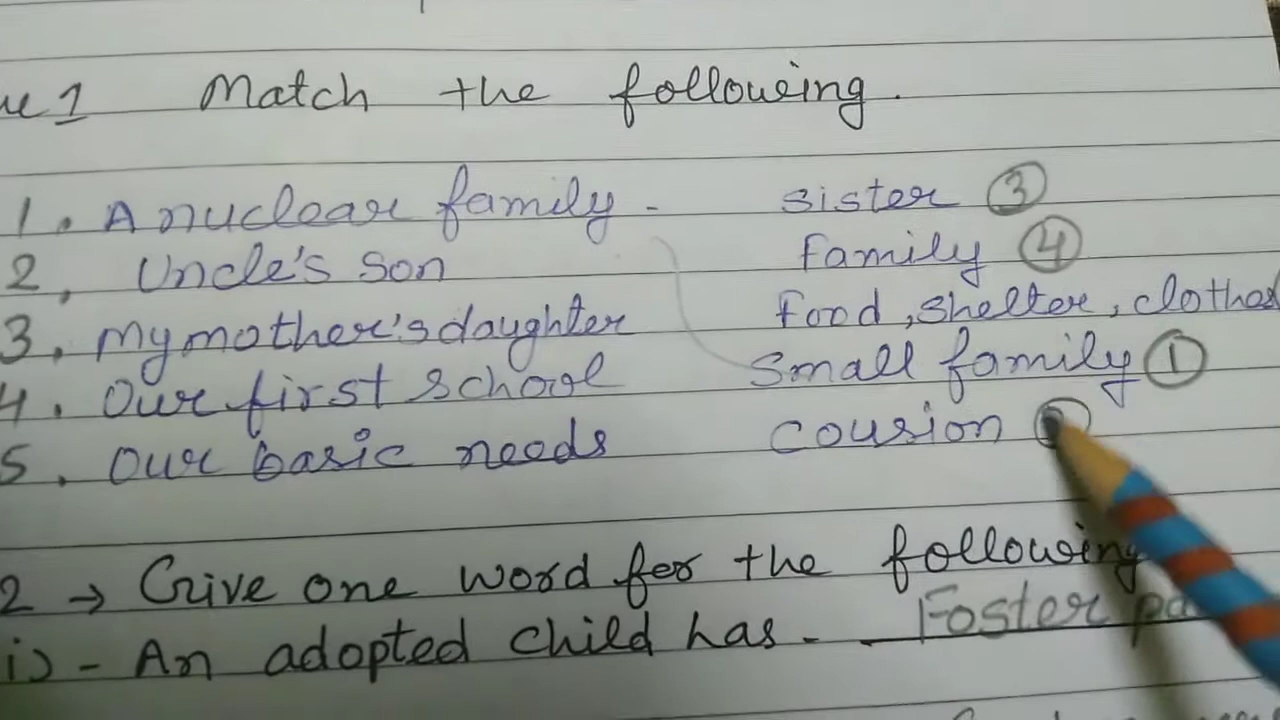 1 Match the following.
1. A nuclear family - sister ③
2. Uncle's son Family ④
3. My mother's daughter Food, shelter, clothes
4. Our first school Small family ①
5. Our basic needs cousion
2 → Give one word for the following
i) - An adopted child has - Foster